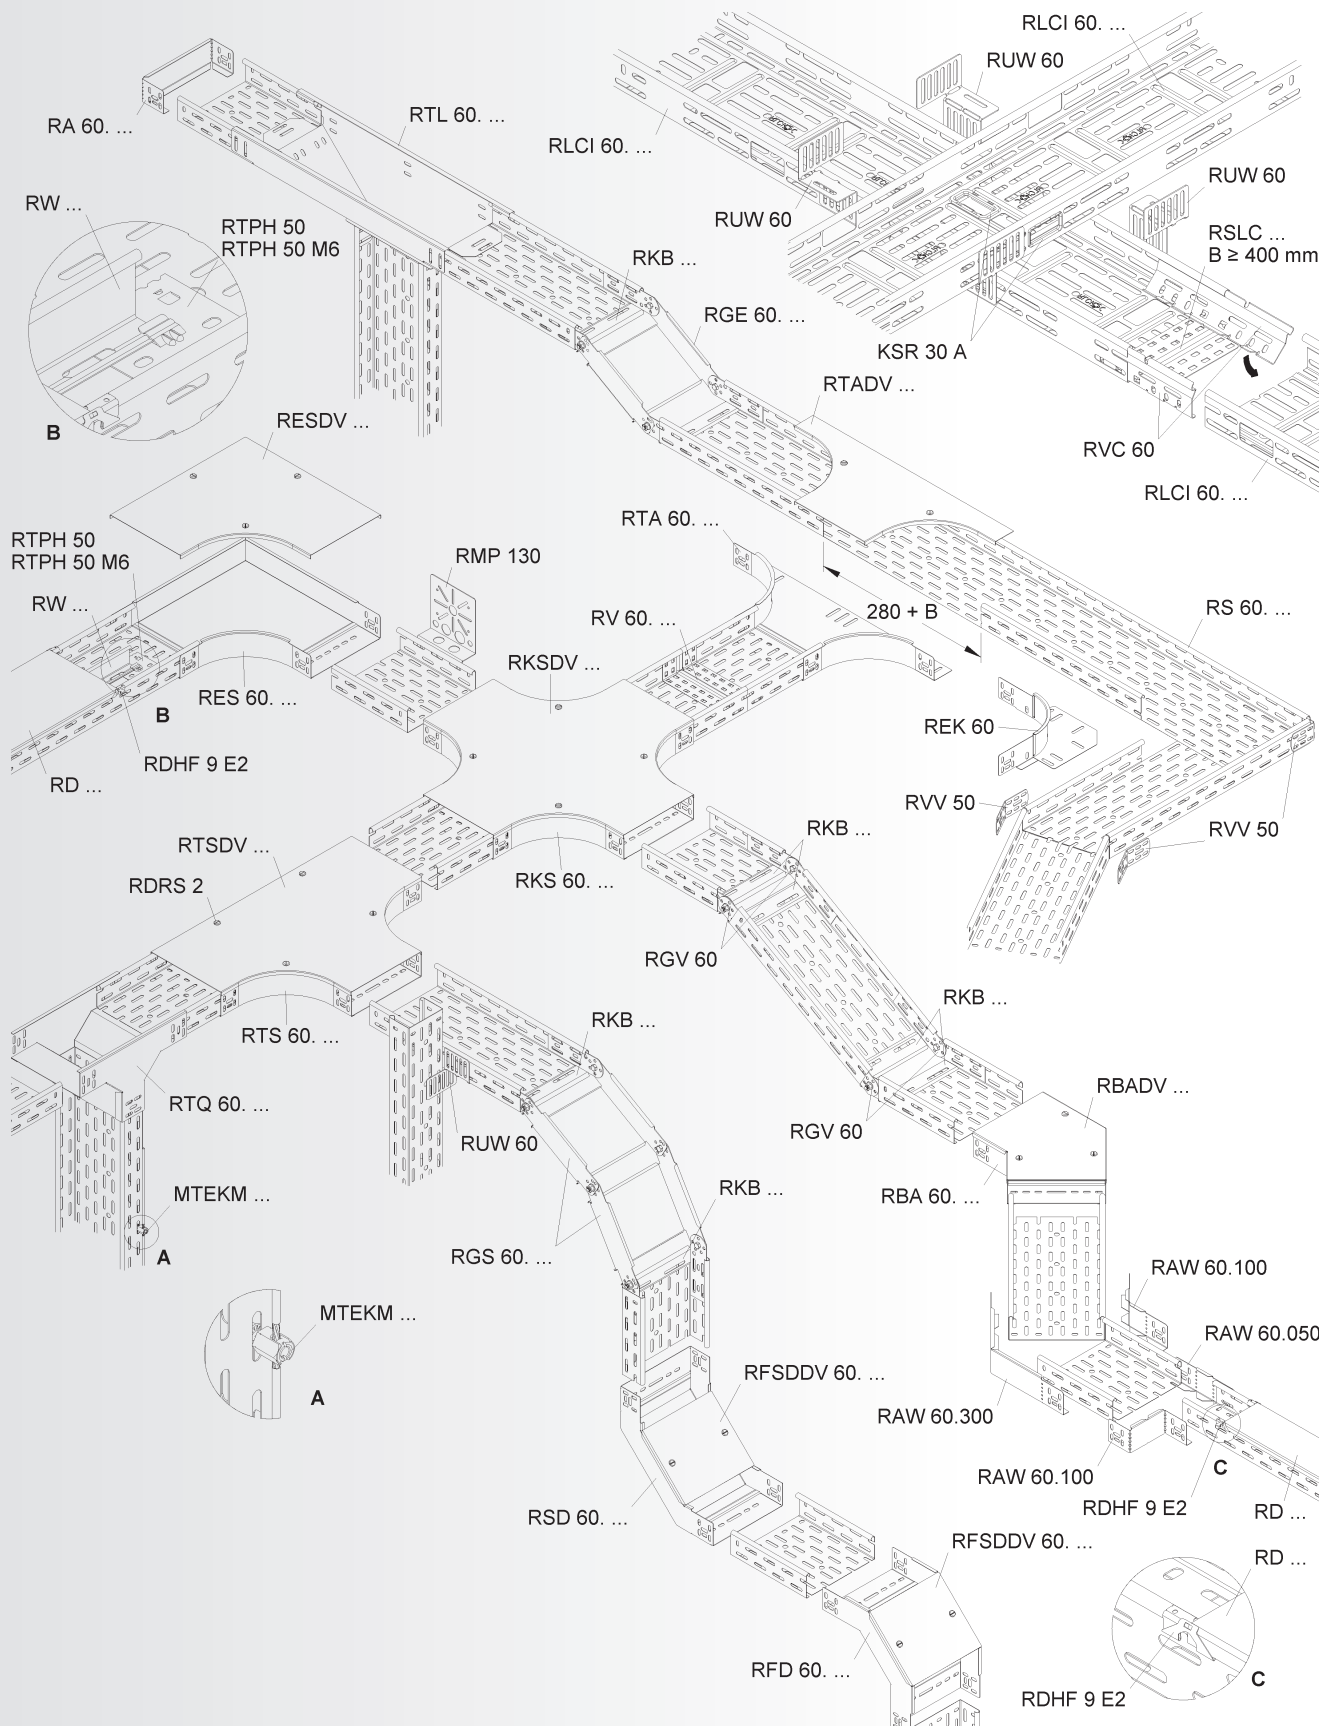 RLCI 60. ...
RUW 60
RA 60. ...
RTL 60. ...
RLCI 60. ...
RUW 60
RW ...
RUW 60
RTPH 50
RTPH 50 M6
RSLC ...
B ≥ 400 mm
RKB ...
RGE 60. ...
KSR 30 A
RTADV ...
B
RESDV ...
RVC 60
RLCI 60. ...
RTA 60. ...
RTPH 50
RTPH 50 M6
RMP 130
RW ...
RV 60. ...
280 + B
RS 60. ...
RKSDV ...
RES 60. ...
B
REK 60
RDHF 9 E2
RD ...
RVV 50
RKB ...
RVV 50
RTSDV ...
RDRS 2
RKS 60. ...
RGV 60
RKB ...
RKB ...
RTS 60. ...
RBADV ...
RTQ 60. ...
RGV 60
RUW 60
RKB ...
MTEKM ...
RBA 60. ...
A
RGS 60. ...
RAW 60.100
MTEKM ...
RAW 60.050
RFSDDV 60. ...
A
RAW 60.300
C
RAW 60.100
RDHF 9 E2
RD ...
RSD 60. ...
RFSDDV 60. ...
RD ...
RFD 60. ...
C
RDHF 9 E2